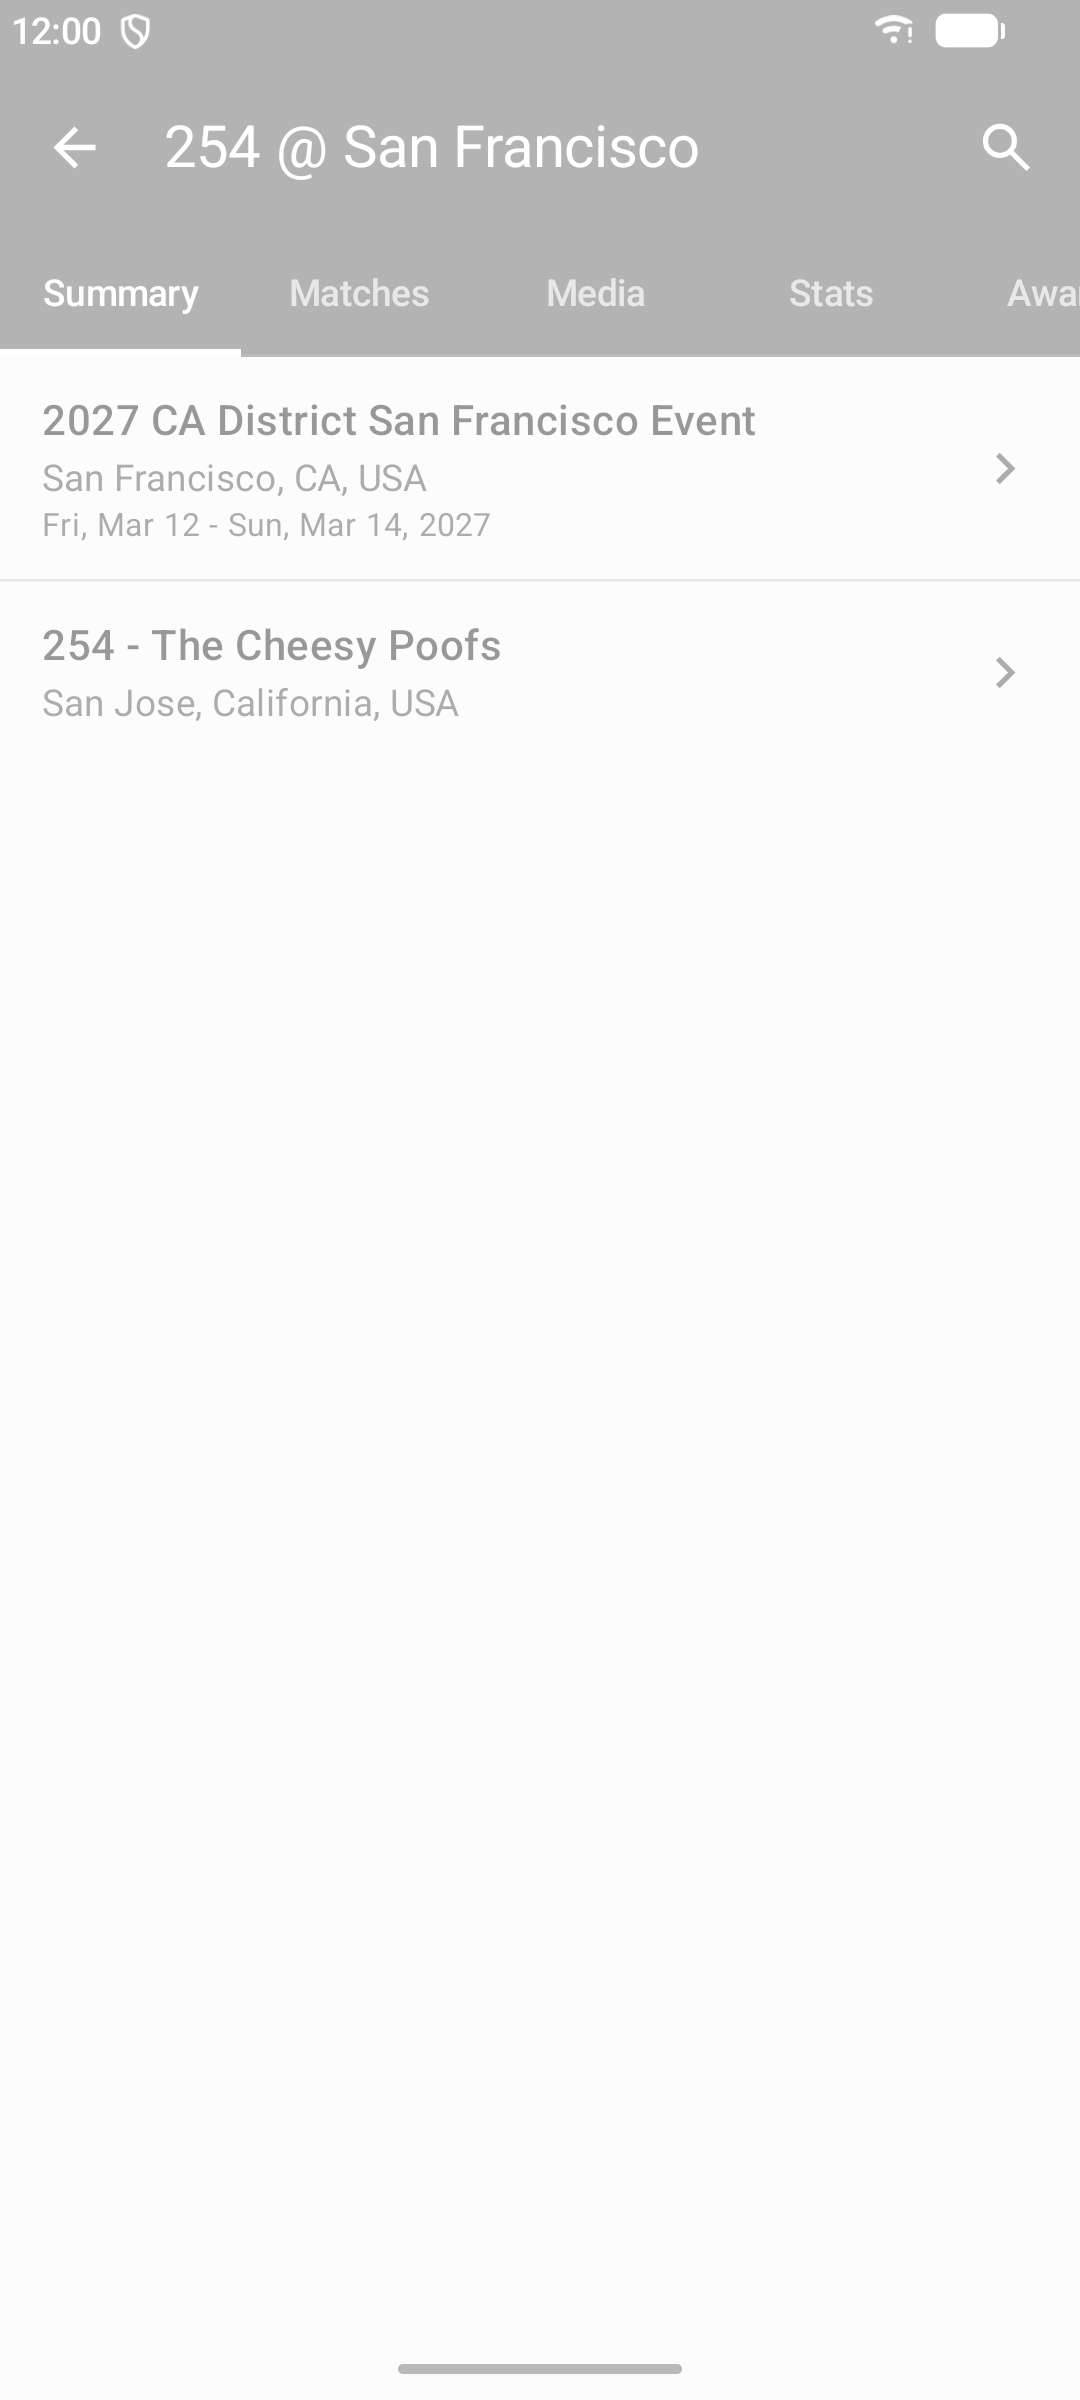 12:00
254 @ San Francisco
Summary Matches Media Stats
2027 CA District San Francisco Event
San Francisco, CA, USA
Fri, Mar 12 - Sun, Mar 14, 2027
254 - The Cheesy Poofs
San Jose, California, USA